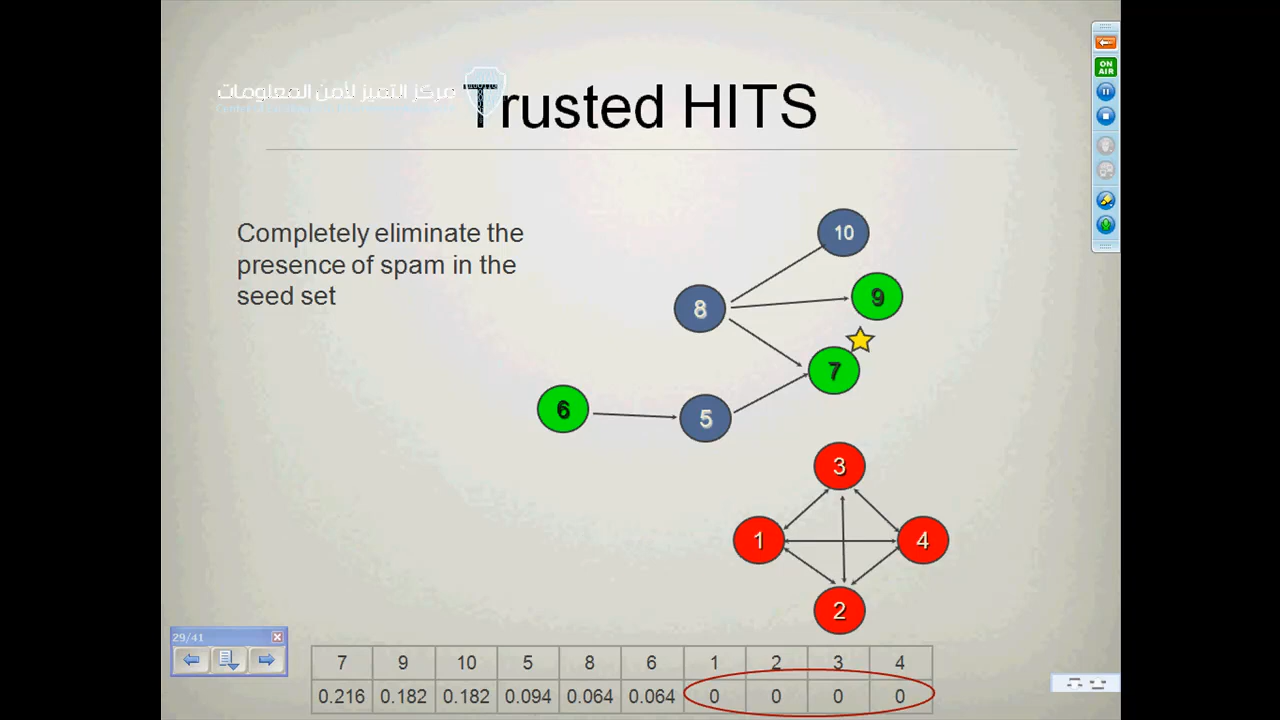 مركز التميز لأمن المعلومات
Trusted HITS
ON
AIR
Completely eliminate the
presence of spam in the
seed set
10
9
8
7
6
5
3
1
4
2
29/41
7 9 10 5 8 6 1 2 3 4
0.216 0.182 0.182 0.094 0.064 0.064 0 0 0 0